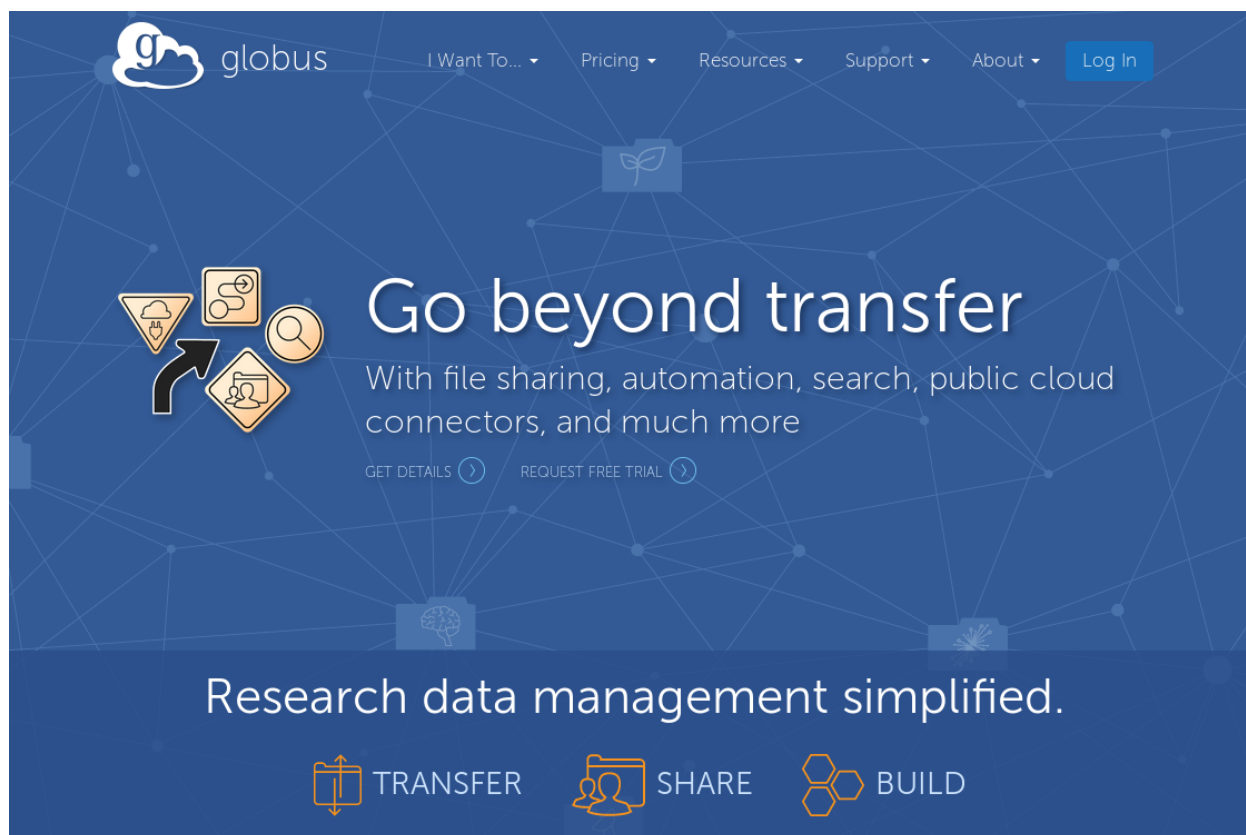 g globus
I Want To... Pricing Resources Support About Log In
Go beyond transfer
With file sharing, automation, search, public cloud
connectors, and much more
GET DETAILS REQUEST FREE TRIAL
Research data management simplified.
TRANSFER SHARE BUILD